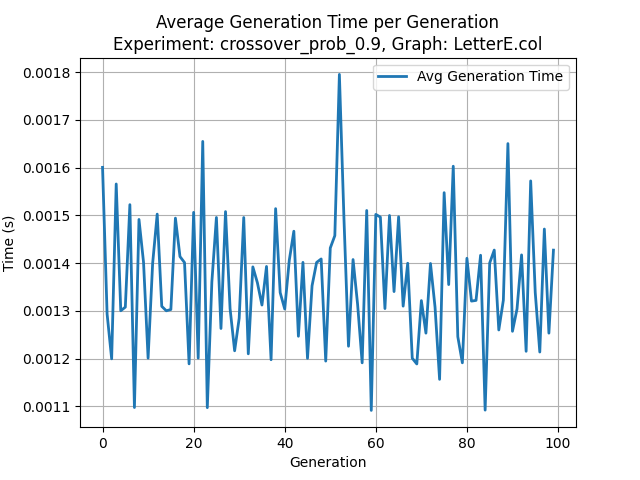 Average Generation Time per Generation
Experiment: crossover_prob_0.9, Graph: LetterE.col
Avg Generation Time
0.0018
0.0017
0.0016
0.0015
0.0014
0.0013
0.0012
0.0011
Time (s)
0 20 40 60 80 100
Generation